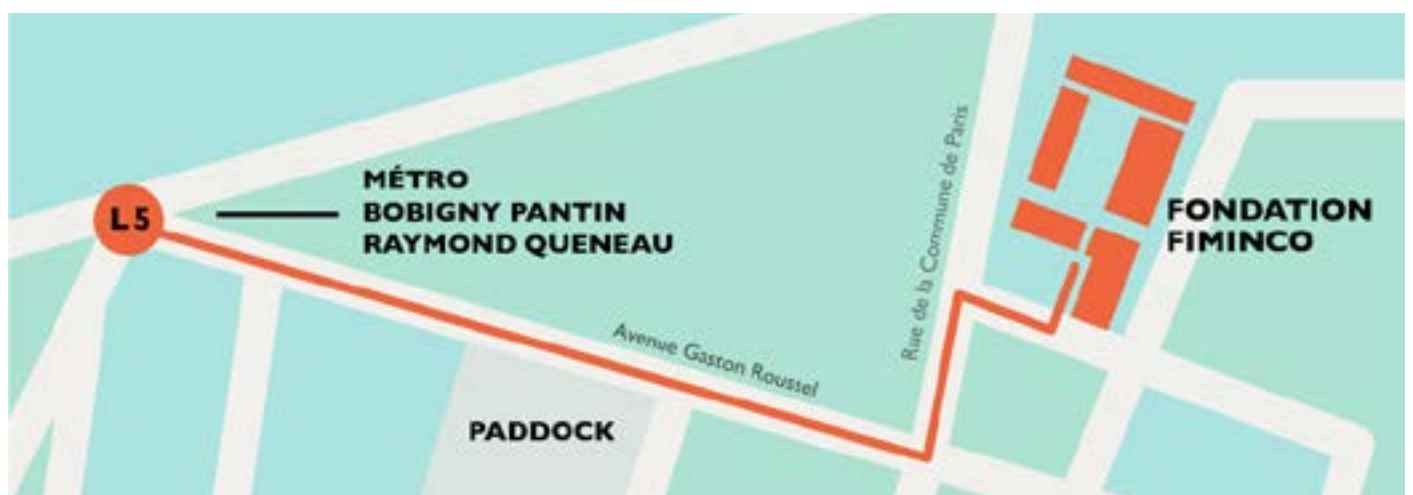 L5
MÉTRO
BOBIGNY PANTIN
RAYMOND QUENEAU
Avenue Gaston Roussel
PADDOCK
Rue de la Commune de Paris
FONDATION
FIMINCO